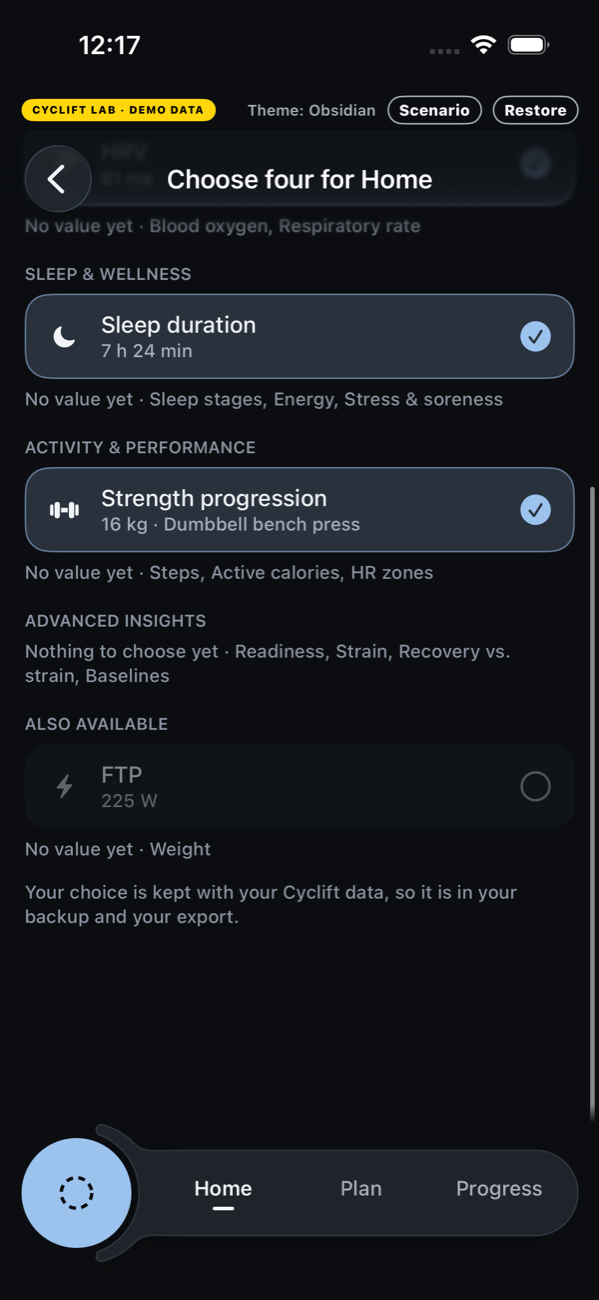 12:17
CYCLIFT LAB · DEMO DATA
Theme: Obsidian
Scenario
Restore
HRV
61 ms
Choose four for Home
No value yet · Blood oxygen, Respiratory rate
SLEEP & WELLNESS
Sleep duration
7 h 24 min
No value yet · Sleep stages, Energy, Stress & soreness
ACTIVITY & PERFORMANCE
Strength progression
16 kg · Dumbbell bench press
No value yet · Steps, Active calories, HR zones
ADVANCED INSIGHTS
Nothing to choose yet · Readiness, Strain, Recovery vs.
strain, Baselines
ALSO AVAILABLE
FTP
225 W
No value yet · Weight
Your choice is kept with your Cyclift data, so it is in your
backup and your export.
Home
Plan
Progress